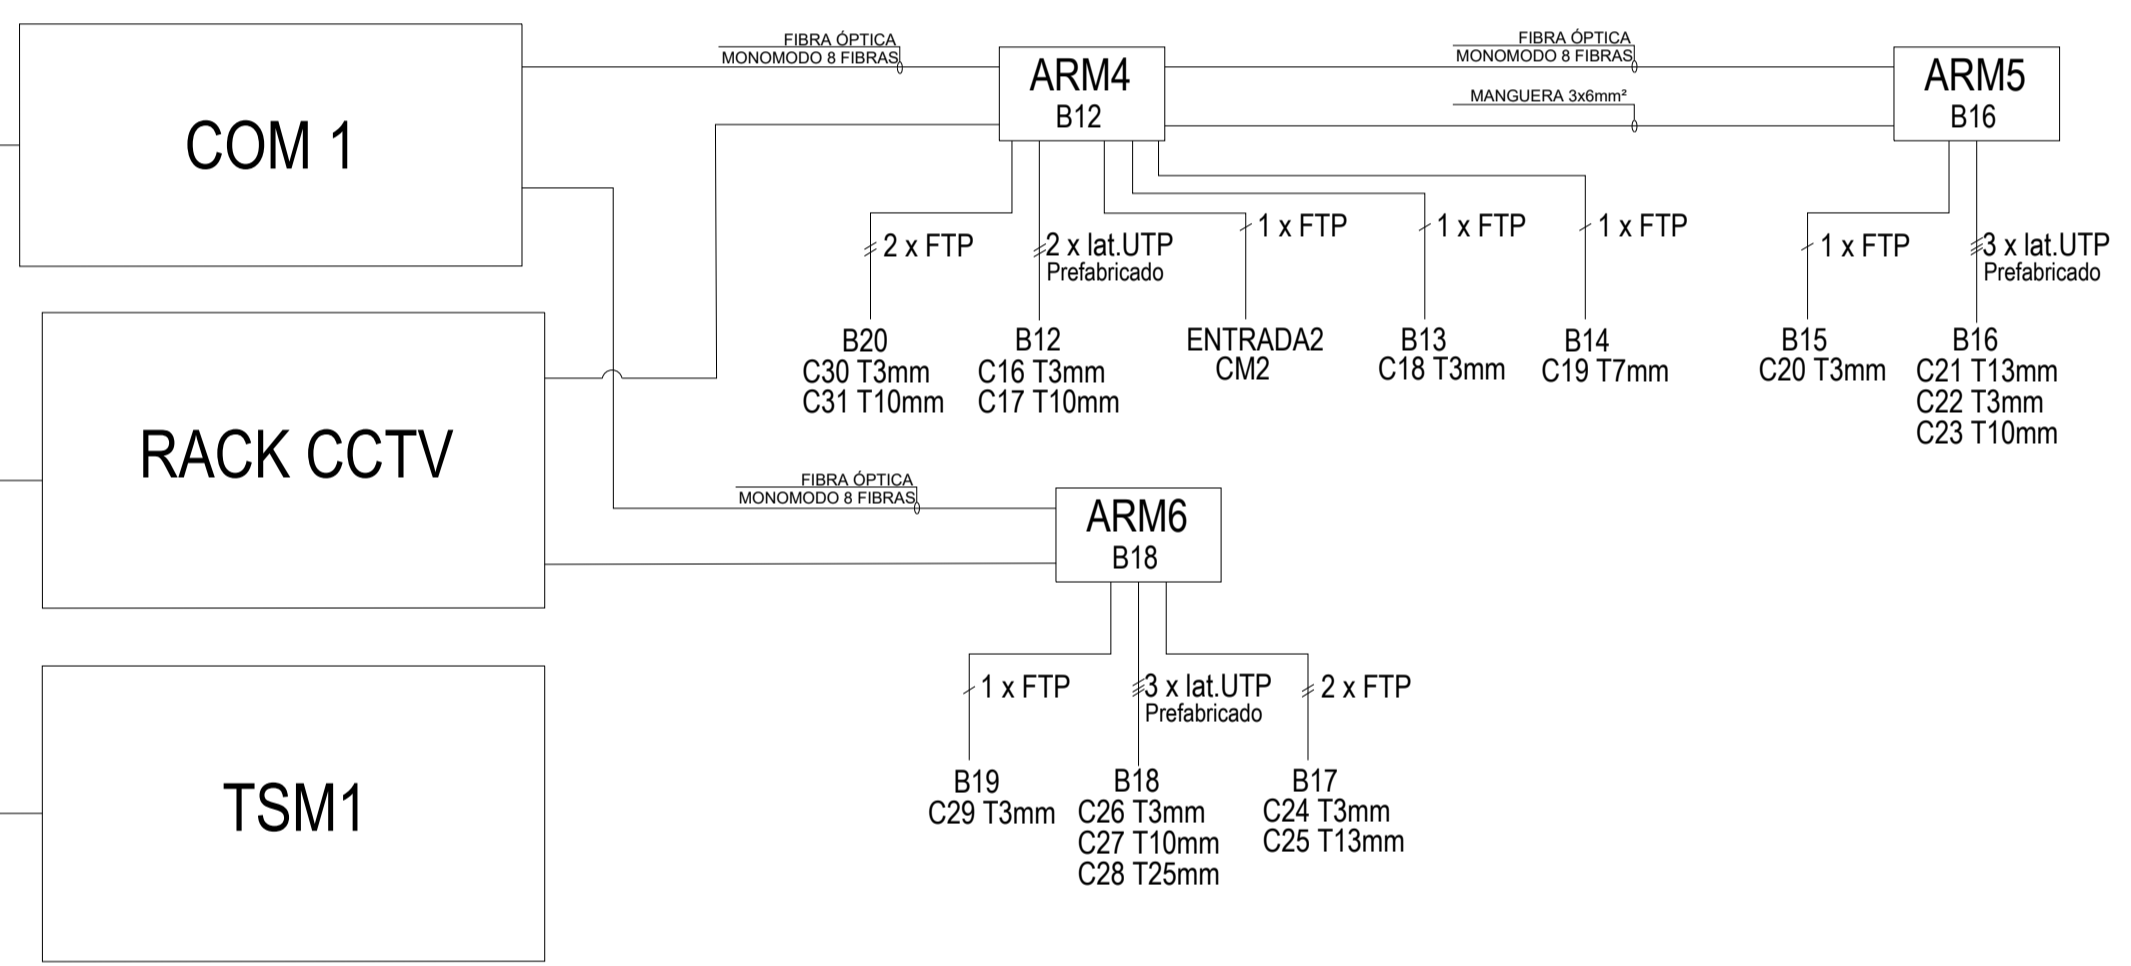 COM 1
FIBRA ÓPTICA
MONOMODO 8 FIBRAS
ARM4
B12
FIBRA ÓPTICA
MONOMODO 8 FIBRAS
MANGUERA 3x6mm²
ARM5
B16
2 x FTP
2 x lat.UTP
Prefabricado
1 x FTP
1 x FTP
1 x FTP
1 x FTP
3 x lat.UTP
Prefabricado
B20
C30 T3mm
C31 T10mm
B12
C16 T3mm
C17 T10mm
ENTRADA2
CM2
B13
C18 T3mm
B14
C19 T7mm
B15
C20 T3mm
B16
C21 T13mm
C22 T3mm
C23 T10mm
RACK CCTV
FIBRA ÓPTICA
MONOMODO 8 FIBRAS
ARM6
B18
1 x FTP
3 x lat.UTP
Prefabricado
2 x FTP
B19
C29 T3mm
B18
C26 T3mm
C27 T10mm
C28 T25mm
B17
C24 T3mm
C25 T13mm
TSM1